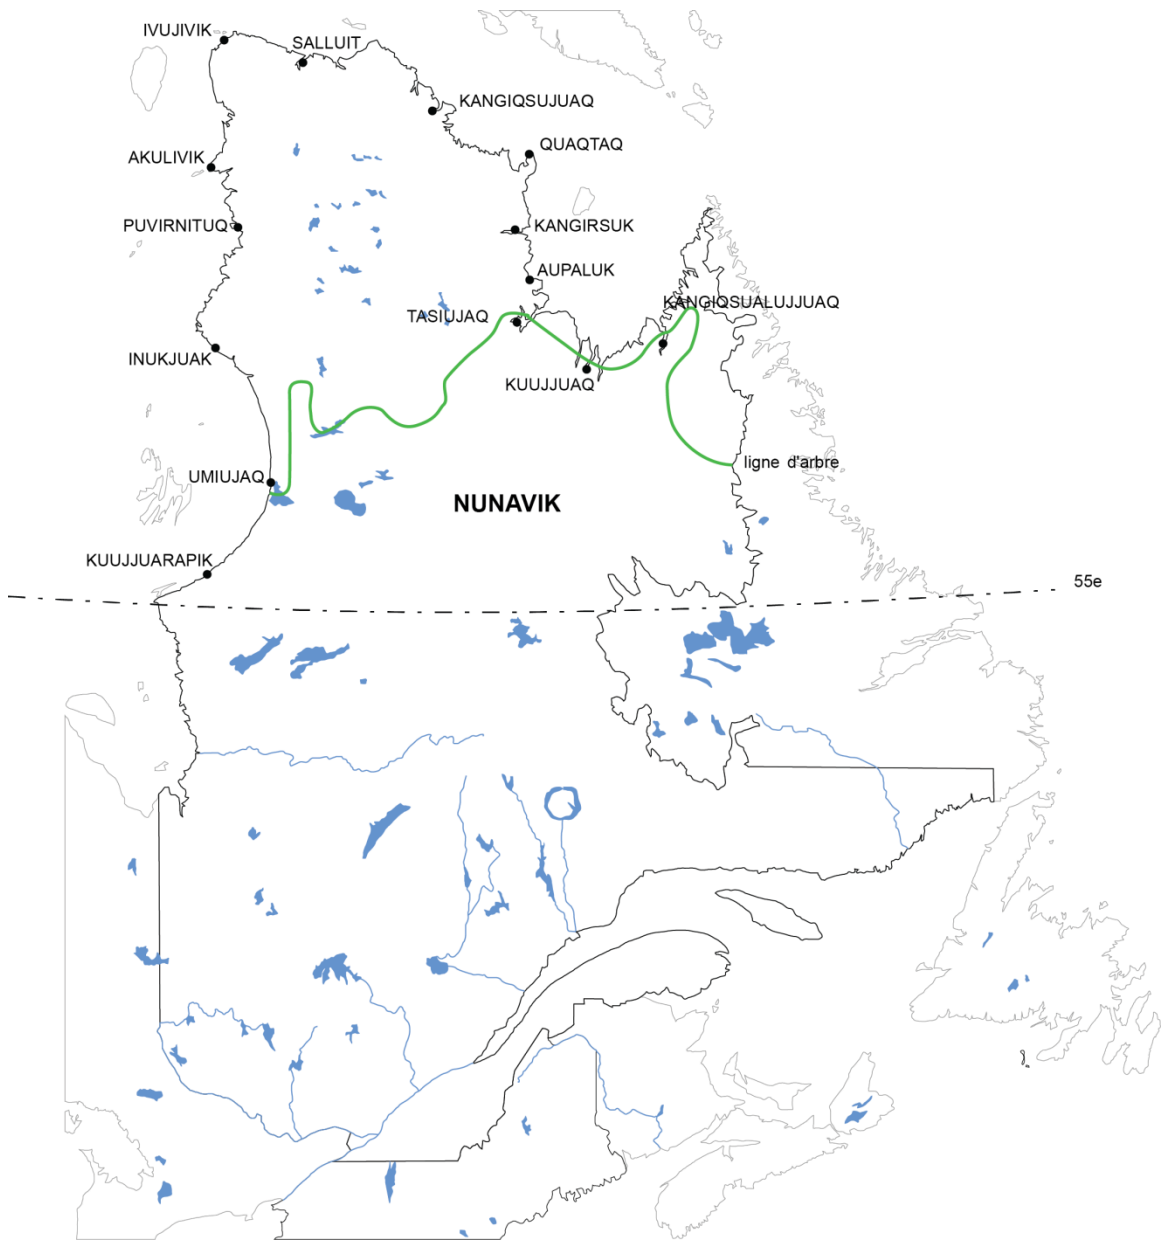 IVUJIVIK
SALLUIT
KANGIQSUJUAQ
QUAQTAQ
AKULIVIK
PUVIRNITUQ
KANGIRSUK
AUPALUK
KANGIQSUALUJJUAQ
TASIUJAQ
INUKJUAK
KUUJJUAQ
ligne d'arbre
UMIUJAQ
NUNAVIK
KUUJJUARAPIK
55e